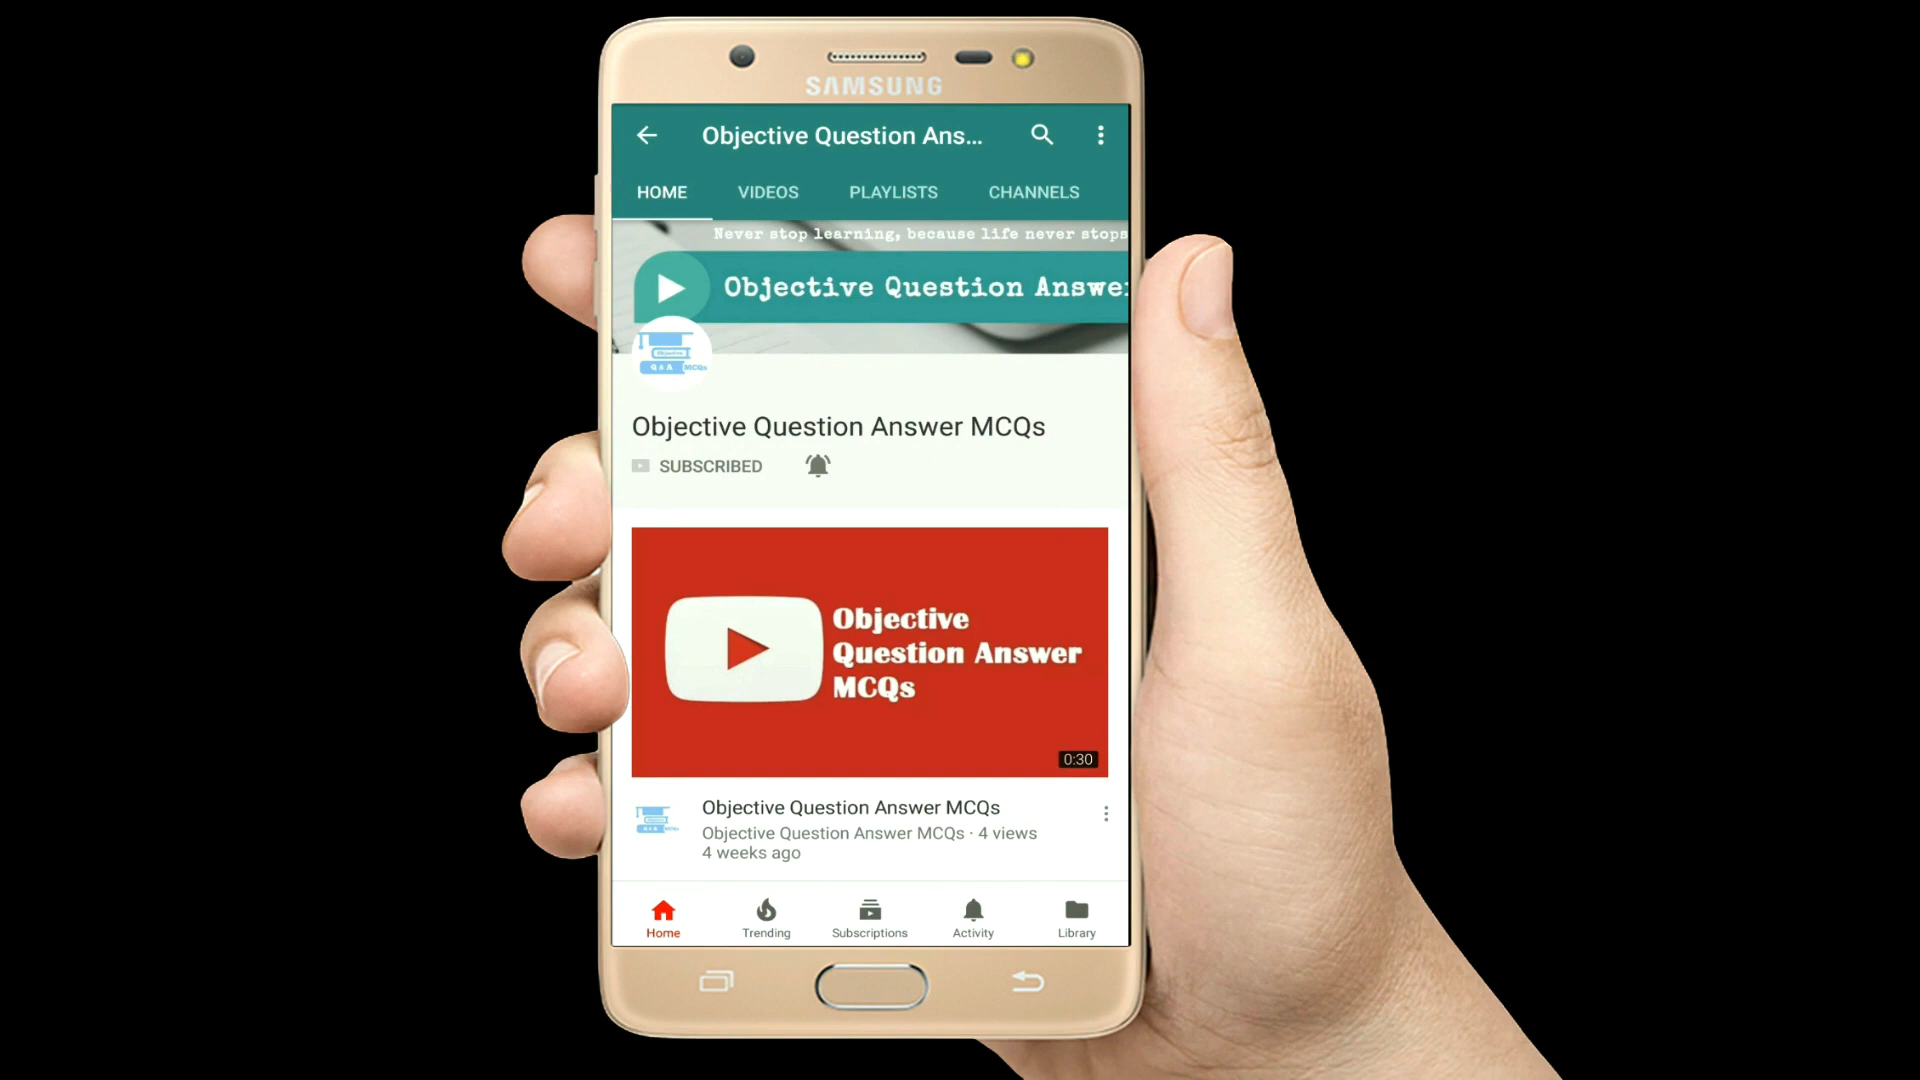 SAMSUNG
Objective Question Ans...
HOME VIDEOS PLAYLISTS CHANNELS
Never stop learning, because life never stops
Objective Question Answe
Objective
Q & A MCQs
Objective Question Answer MCQs
SUBSCRIBED
Objective
Question Answer
MCQs
0:30
Objective Question Answer MCQs
Objective Question Answer MCQs · 4 views
4 weeks ago
Home Trending Subscriptions Activity Library